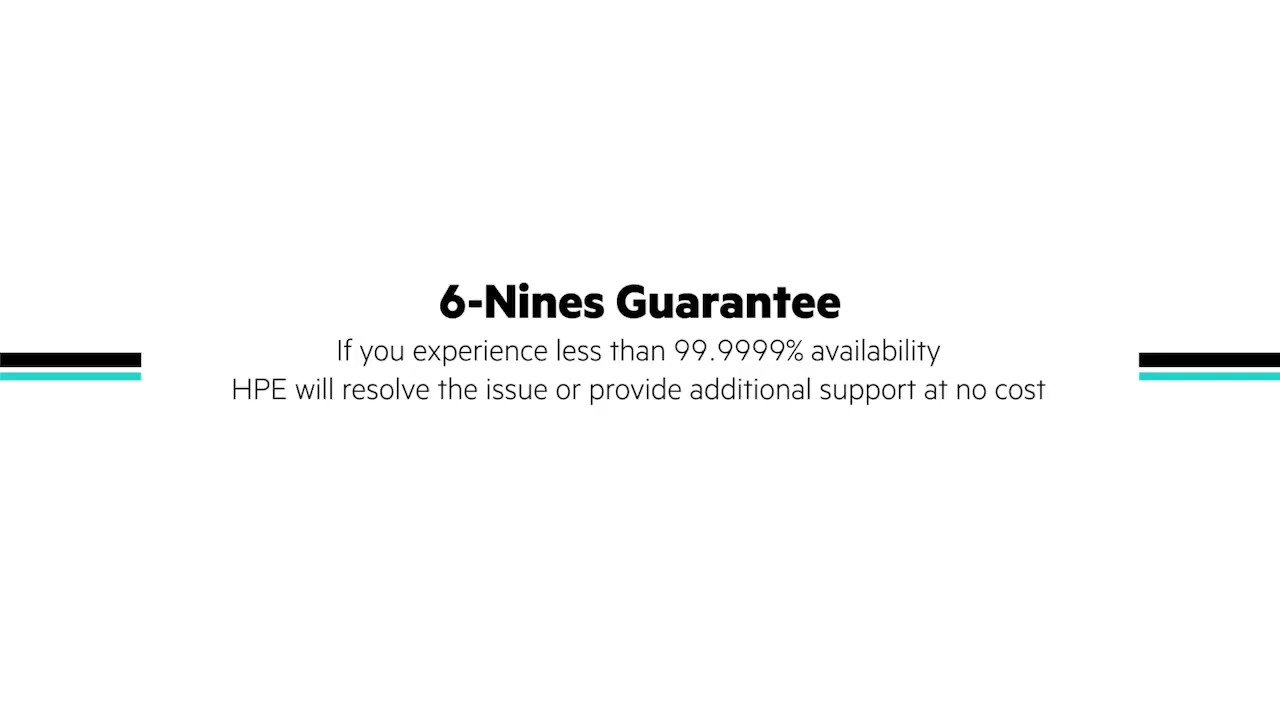 6-Nines Guarantee
If you experience less than 99.9999% availability
HPE will resolve the issue or provide additional support at no cost